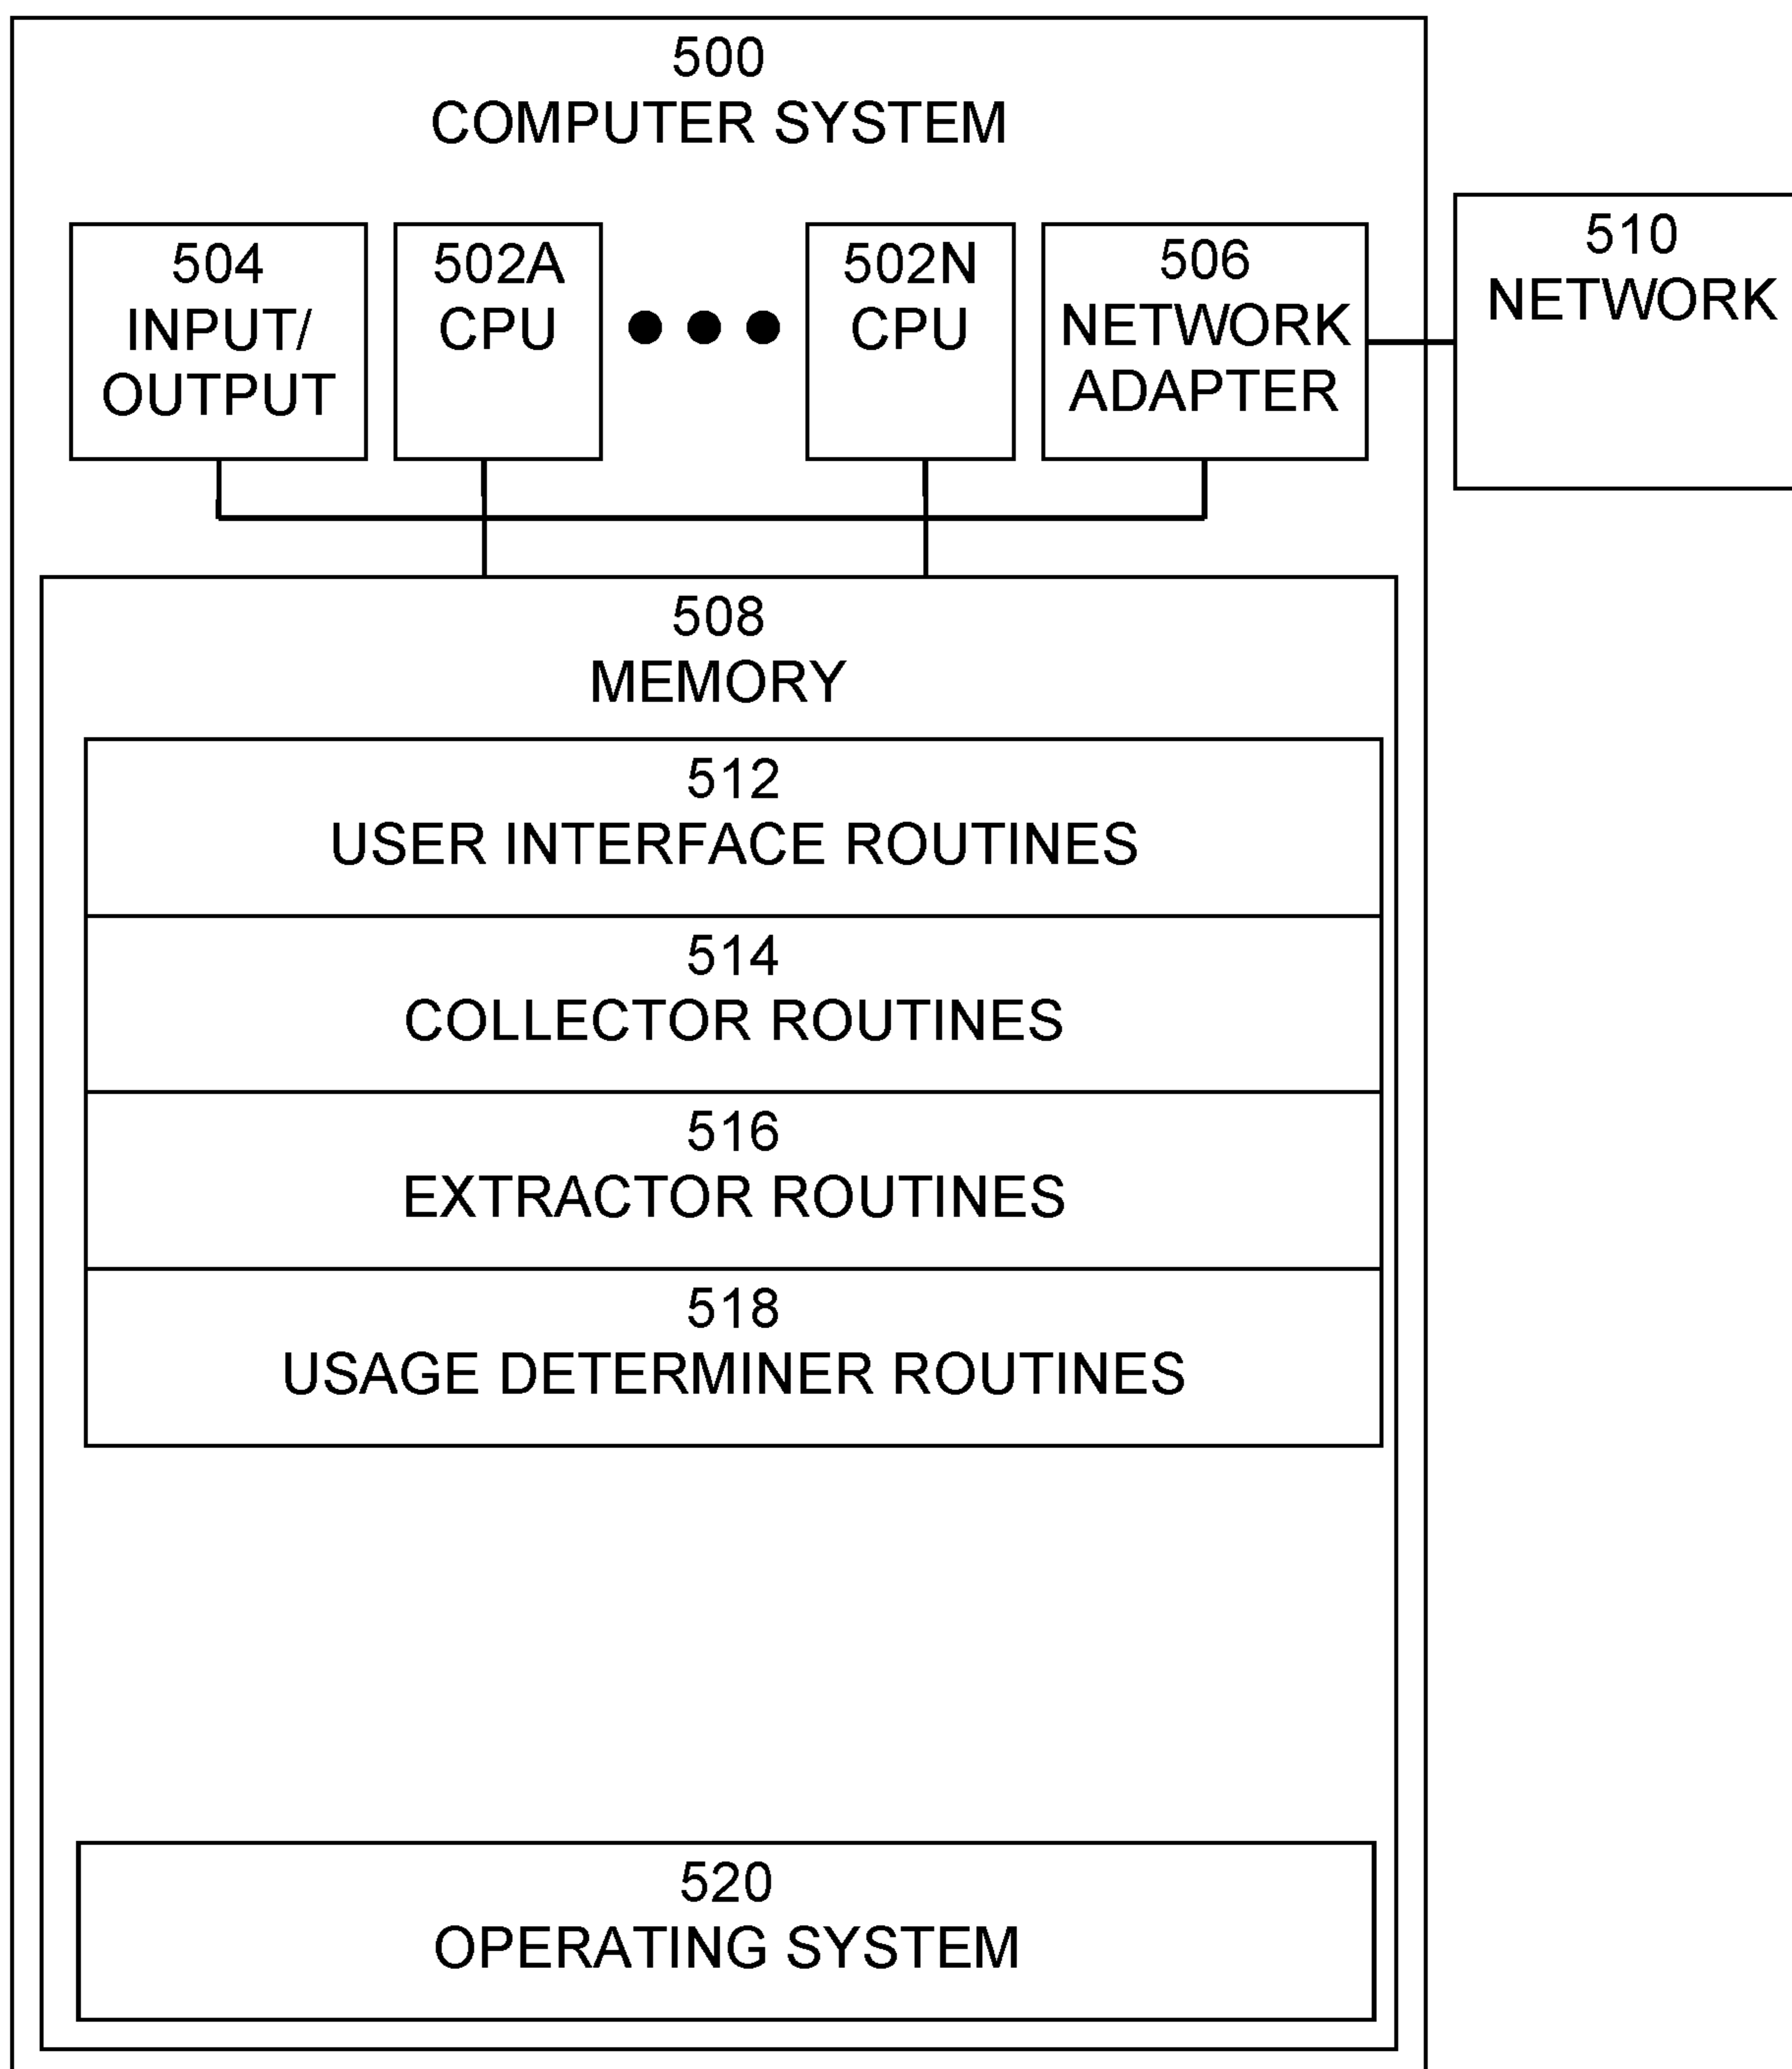 500
COMPUTER SYSTEM
504
INPUT/
OUTPUT
502A
CPU
502N
CPU
506
NETWORK
ADAPTER
510
NETWORK
508
MEMORY
512
USER INTERFACE ROUTINES
514
COLLECTOR ROUTINES
516
EXTRACTOR ROUTINES
518
USAGE DETERMINER ROUTINES
520
OPERATING SYSTEM